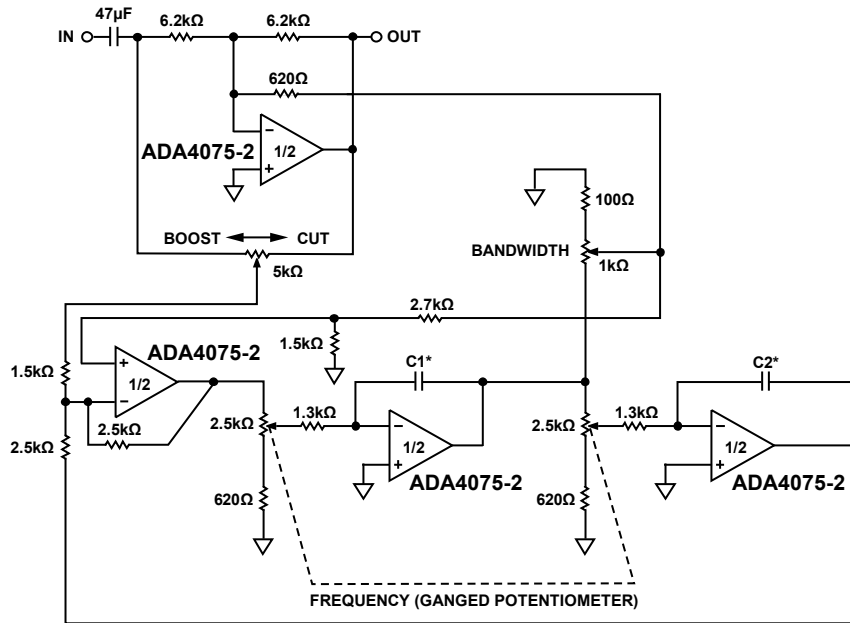 47µF
IN
6.2kΩ
6.2kΩ
OUT
620Ω
–
+
1/2
ADA4075-2
100Ω
BOOST
CUT
5kΩ
BANDWIDTH
1kΩ
2.7kΩ
1.5kΩ
1.5kΩ
+
–
1/2
ADA4075-2
2.5kΩ
2.5kΩ
2.5kΩ
620Ω
1.3kΩ
C1*
–
+
1/2
ADA4075-2
2.5kΩ
620Ω
1.3kΩ
C2*
–
+
1/2
ADA4075-2
FREQUENCY (GANGED POTENTIOMETER)